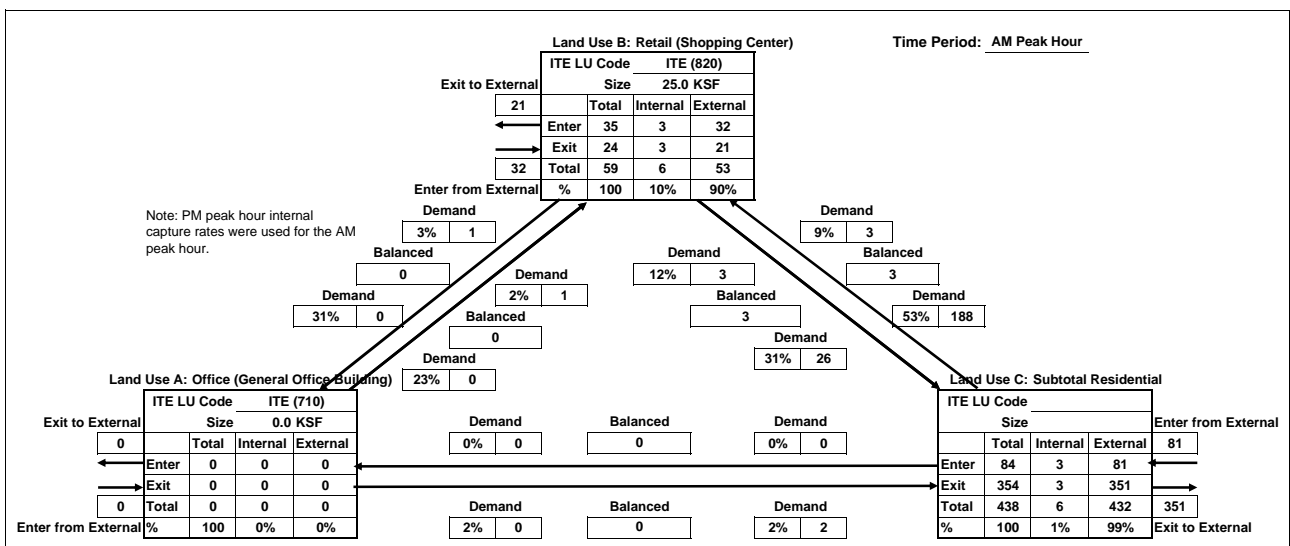 Land Use B: Retail (Shopping Center)
Time Period: AM Peak Hour
ITE LU Code ITE (820)
Exit to External Size 25.0 KSF
21 Total Internal External
Enter 35 3 32
Exit 24 3 21
32 Total 59 6 53
Enter from External % 100 10% 90%
Note: PM peak hour internal
capture rates were used for the AM
peak hour.
Demand
3% 1
Balanced
0
Demand
31% 0
Demand
2% 1
Balanced
0
Demand
23% 0
Demand
12% 3
Balanced
3
Demand
31% 26
Demand
9% 3
Balanced
3
Demand
53% 188
Land Use A: Office (General Office Building)
ITE LU Code ITE (710)
Exit to External Size 0.0 KSF
0 Total Internal External
Enter 0 0 0
Exit 0 0 0
0 Total 0 0 0
Enter from External % 100 0% 0%
Demand Balanced Demand
0% 0 0 0% 0
Demand Balanced Demand
2% 0 0 2% 2
Land Use C: Subtotal Residential
ITE LU Code
Size Enter from External
Total Internal External 81
Enter 84 3 81
Exit 354 3 351
Total 438 6 432 351
% 100 1% 99% Exit to External